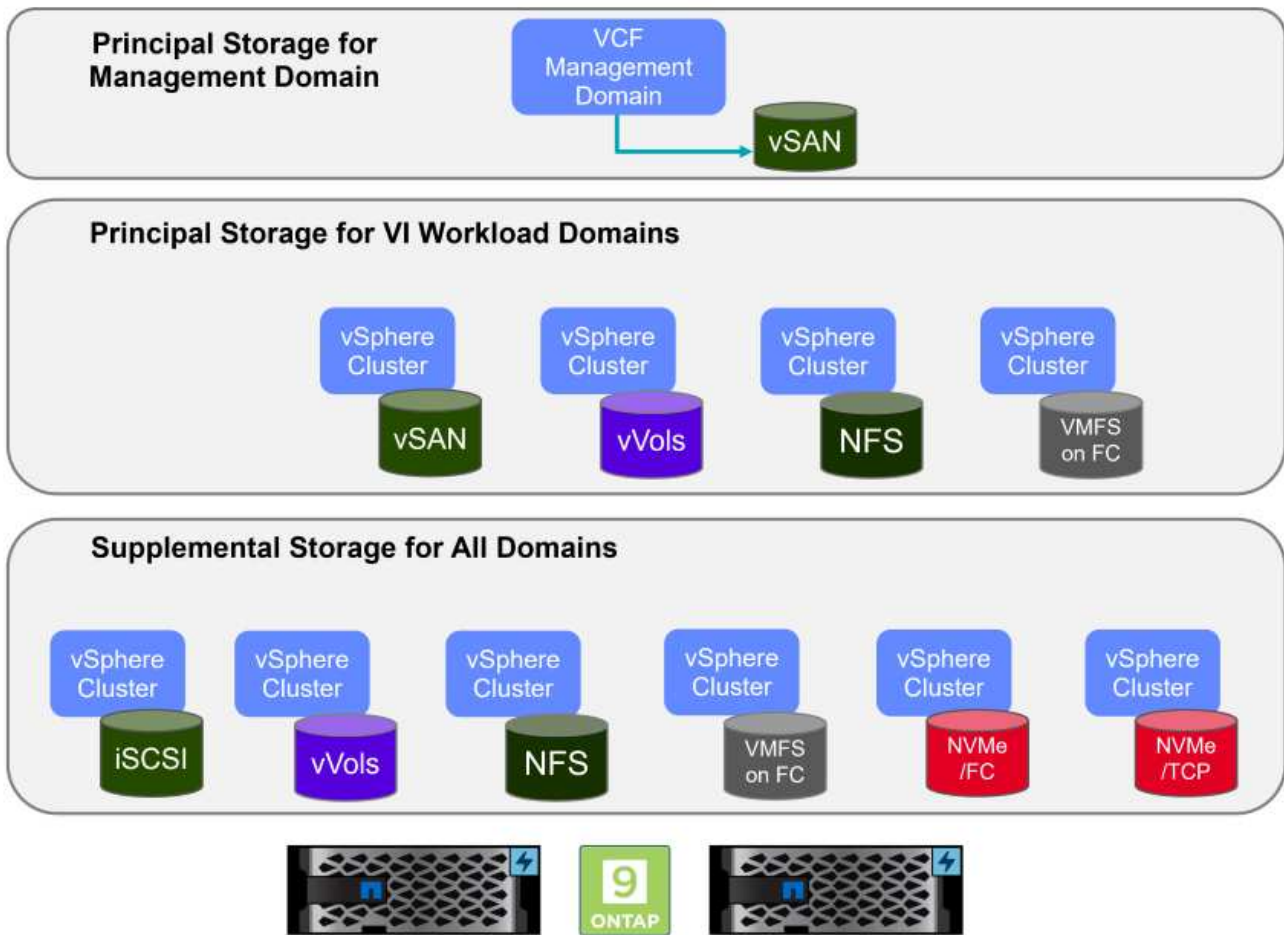 Principal Storage for
Management Domain
VCF
Management
Domain
vSAN
Principal Storage for VI Workload Domains
vSphere
Cluster
vSAN
vSphere
Cluster
vVols
vSphere
Cluster
NFS
vSphere
Cluster
VMFS
on FC
Supplemental Storage for All Domains
vSphere
Cluster
iSCSI
vSphere
Cluster
vVols
vSphere
Cluster
NFS
vSphere
Cluster
VMFS
on FC
vSphere
Cluster
NVMe
/FC
vSphere
Cluster
NVMe
/TCP
9
ONTAP